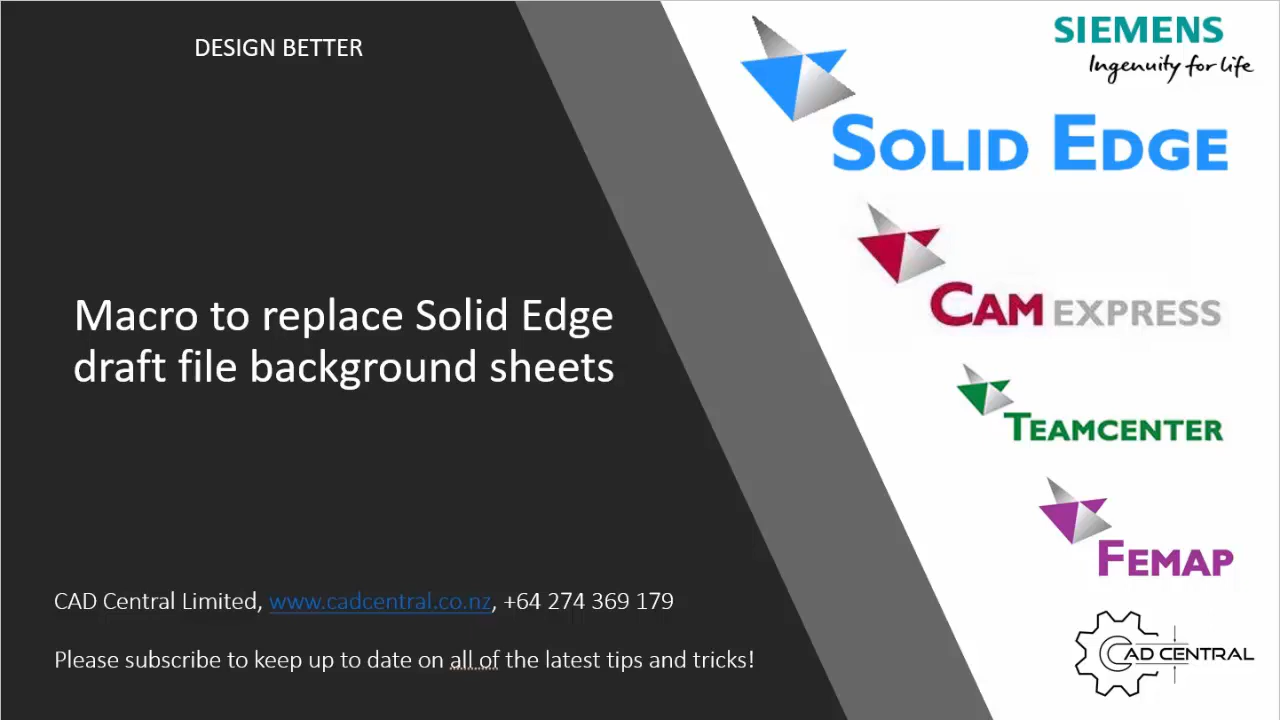 DESIGN BETTER
SIEMENS
Ingenuity for life
SOLID EDGE
CAM EXPRESS
TEAMCENTER
FEMAP
CAD CENTRAL
Macro to replace Solid Edge
draft file background sheets
CAD Central Limited, www.cadcentral.co.nz, +64 274 369 179
Please subscribe to keep up to date on all of the latest tips and tricks!